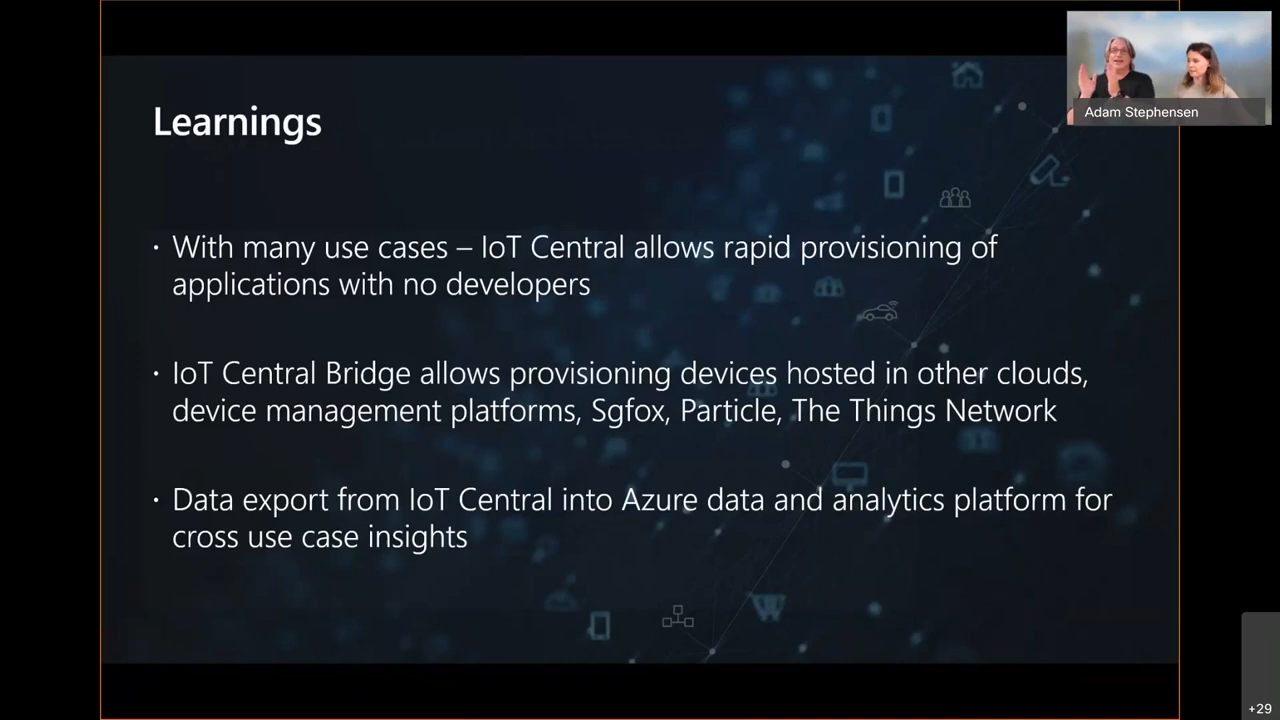 Learnings
Adam Stephensen
• With many use cases – IoT Central allows rapid provisioning of
applications with no developers
• IoT Central Bridge allows provisioning devices hosted in other clouds,
device management platforms, Sgfox, Particle, The Things Network
• Data export from IoT Central into Azure data and analytics platform for
cross use case insights
+29